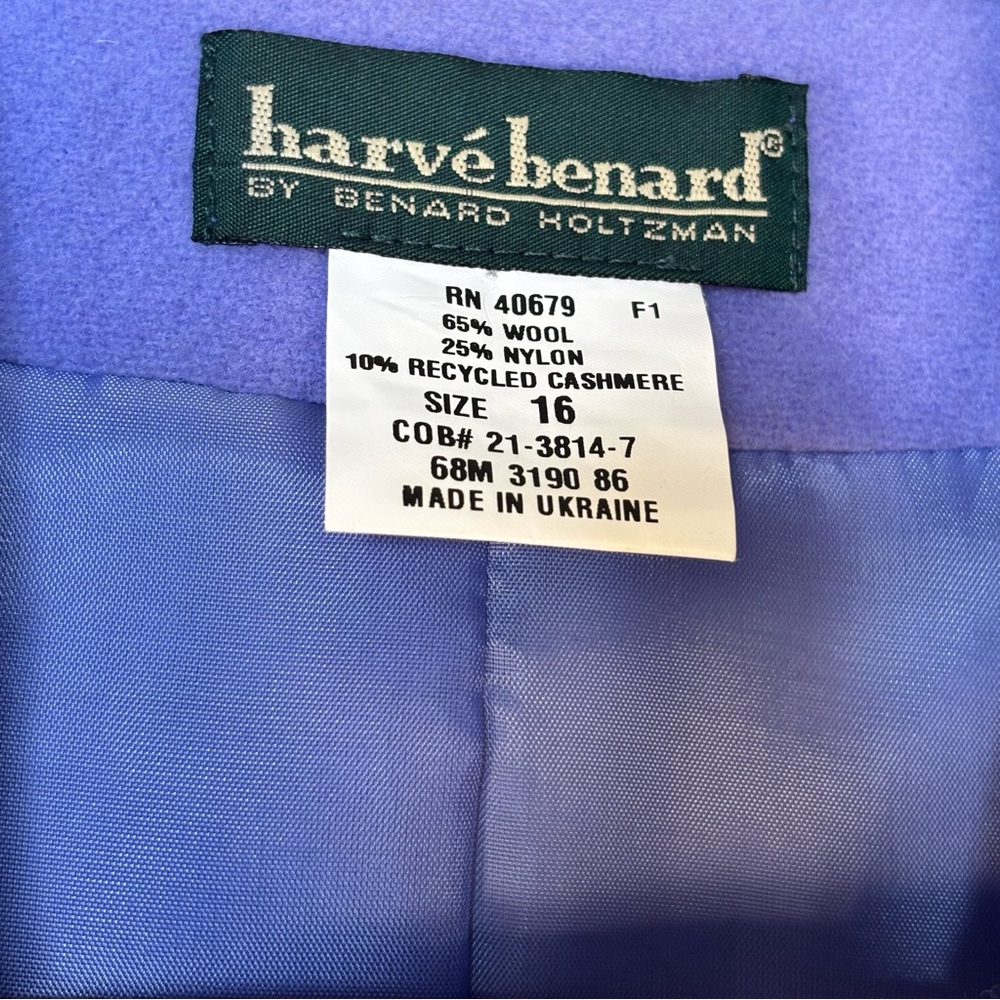 harvé benard®
BY BENARD HOLTZMAN
RN 40679 F1
65% WOOL
25% NYLON
10% RECYCLED CASHMERE
SIZE 16
COB# 21-3814-7
68M 3190 86
MADE IN UKRAINE